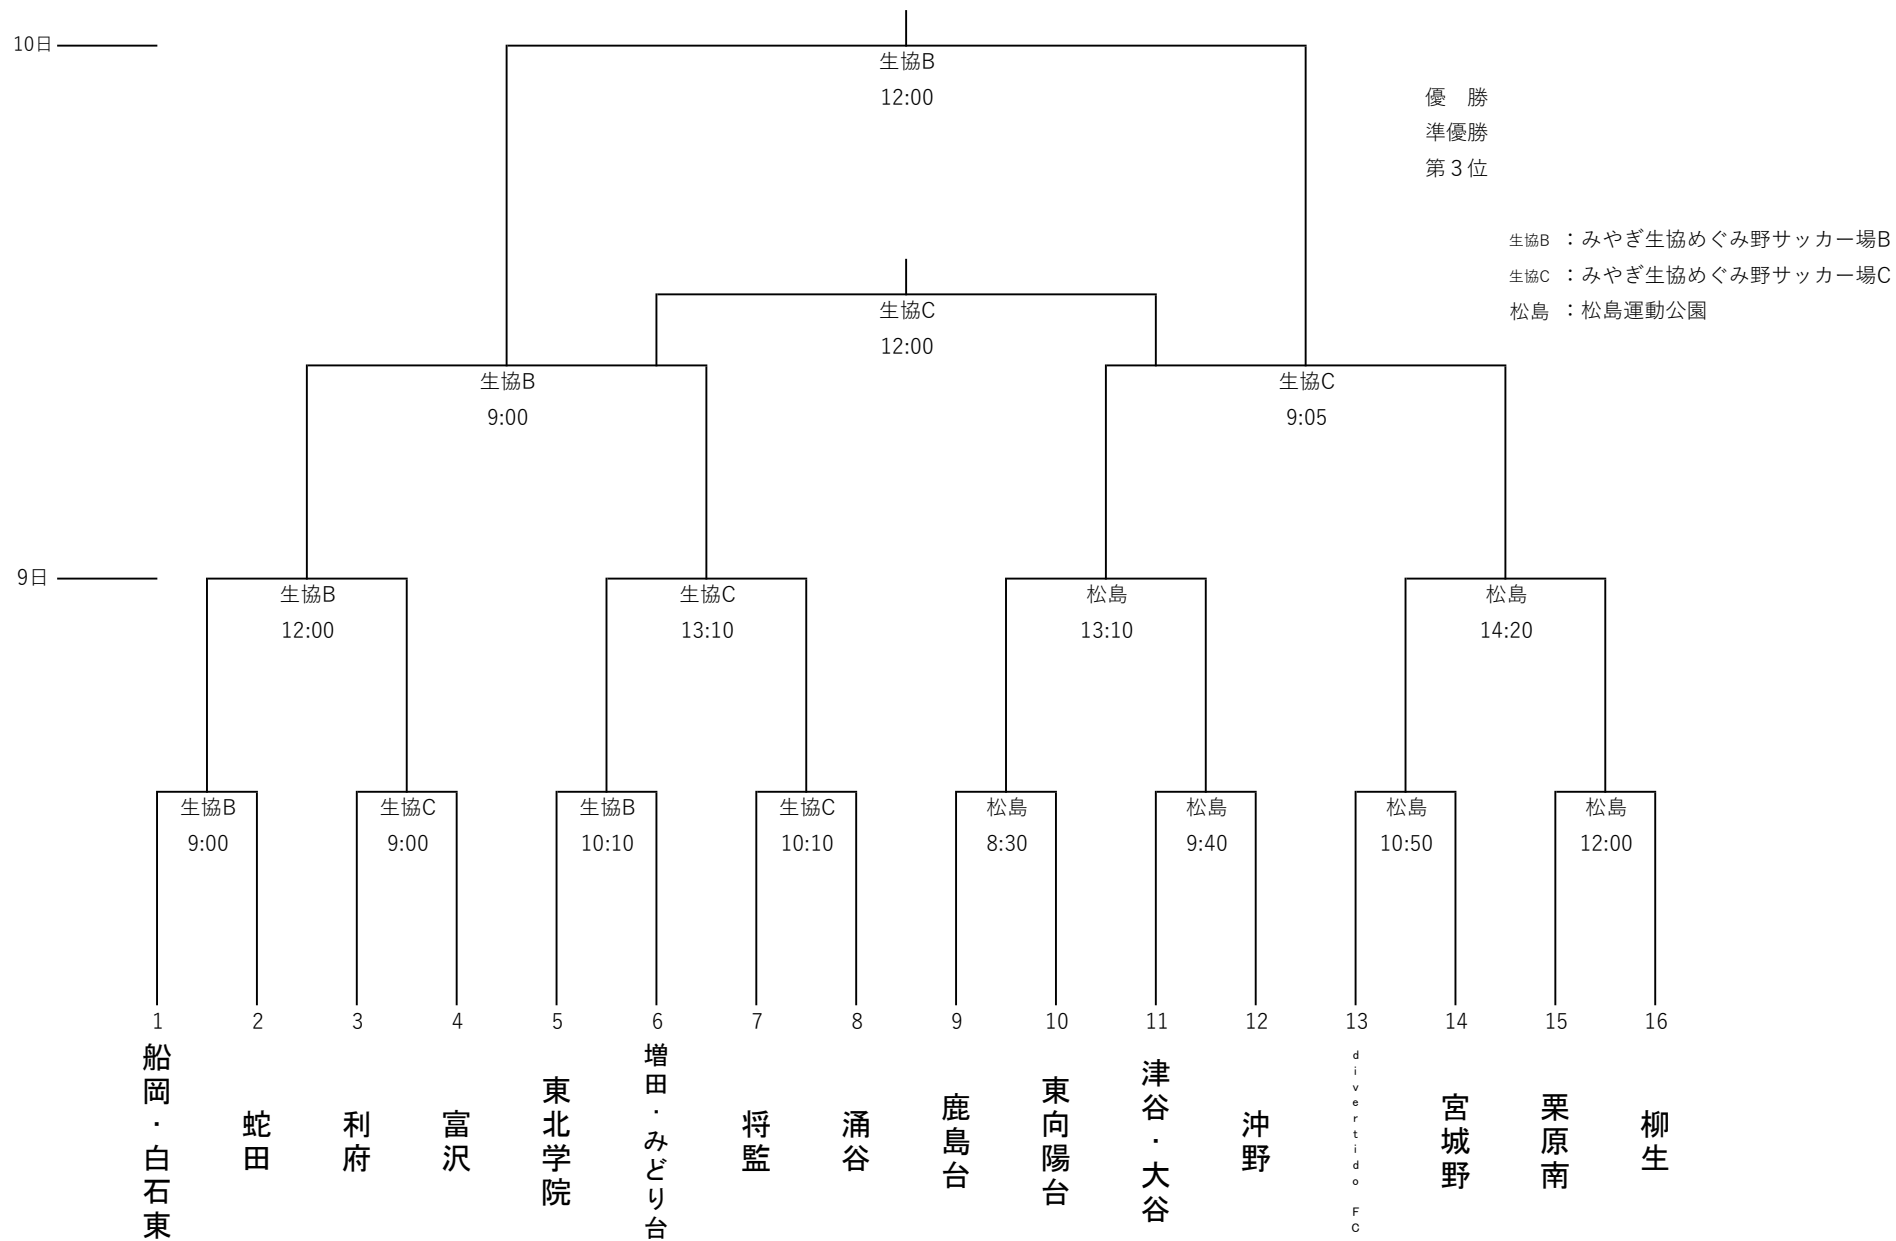 10日
生協B
12:00
優　勝
準優勝
第３位
生協B ：みやぎ生協めぐみ野サッカー場B
生協C ：みやぎ生協めぐみ野サッカー場C
松島 ：松島運動公園
生協C
12:00
生協B
9:00
生協C
9:05
9日
生協B
12:00
生協C
13:10
松島
13:10
松島
14:20
生協B
9:00
生協C
9:00
生協B
10:10
生協C
10:10
松島
8:30
松島
9:40
松島
10:50
松島
12:00
1
2
3
4
5
6
7
8
9
10
11
12
13
14
15
16
船岡・白石東
蛇田
利府
富沢
東北学院
増田・みどり台
将監
涌谷
鹿島台
東向陽台
津谷・大谷
沖野
divertido FC
宮城野
栗原南
柳生